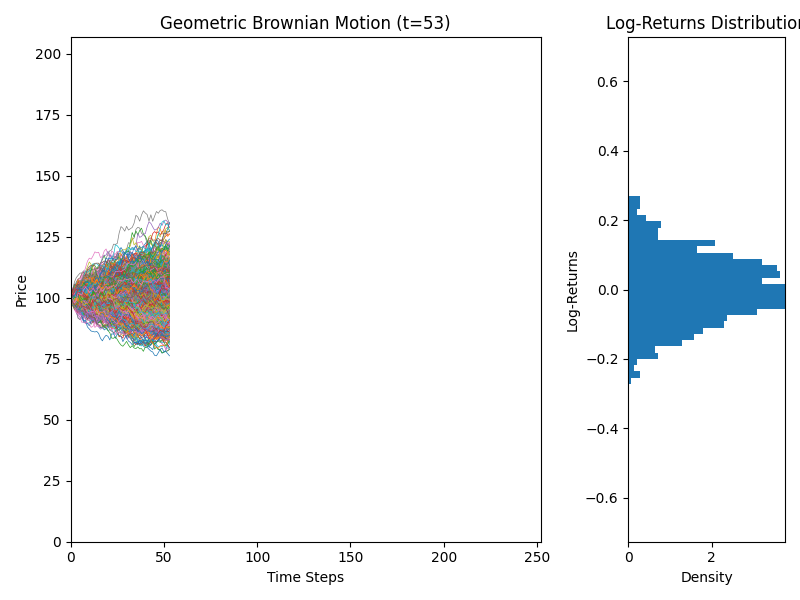 Geometric Brownian Motion (t=53)
Price
200
175
150
125
100
75
50
25
0
0 50 100 150 200 250
Time Steps
Log-Returns Distribution
Log-Returns
0.6
0.4
0.2
0.0
−0.2
−0.4
−0.6
0 2
Density